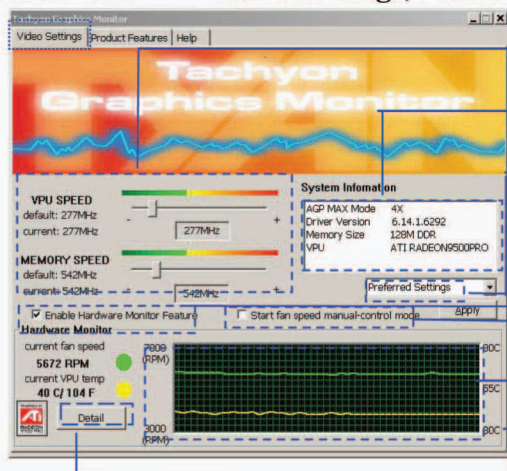 Tachyon Graphics Monitor
Video Settings Product Features Help
Tachyon
Graphics Monitor
VPU SPEED
default: 277MHz
current: 277MHz
- 277MHz +
MEMORY SPEED
default: 542MHz
current: 542MHz
- 542MHz +
System Infomation
AGP MAX Mode 4X
Driver Version 6.14.1.6292
Memory Size 128M DDR
VPU ATI RADEON9500PRO
Preferred Settings
Enable Hardware Monitor Feature
Start fan speed manual-control mode
Apply
Hardware Monitor
current fan speed
5672 RPM
current VPU temp
40 C/ 104 F
ATI
RADEON
Detail
7000
(RPM)
3000
(RPM)
80C
55C
30C